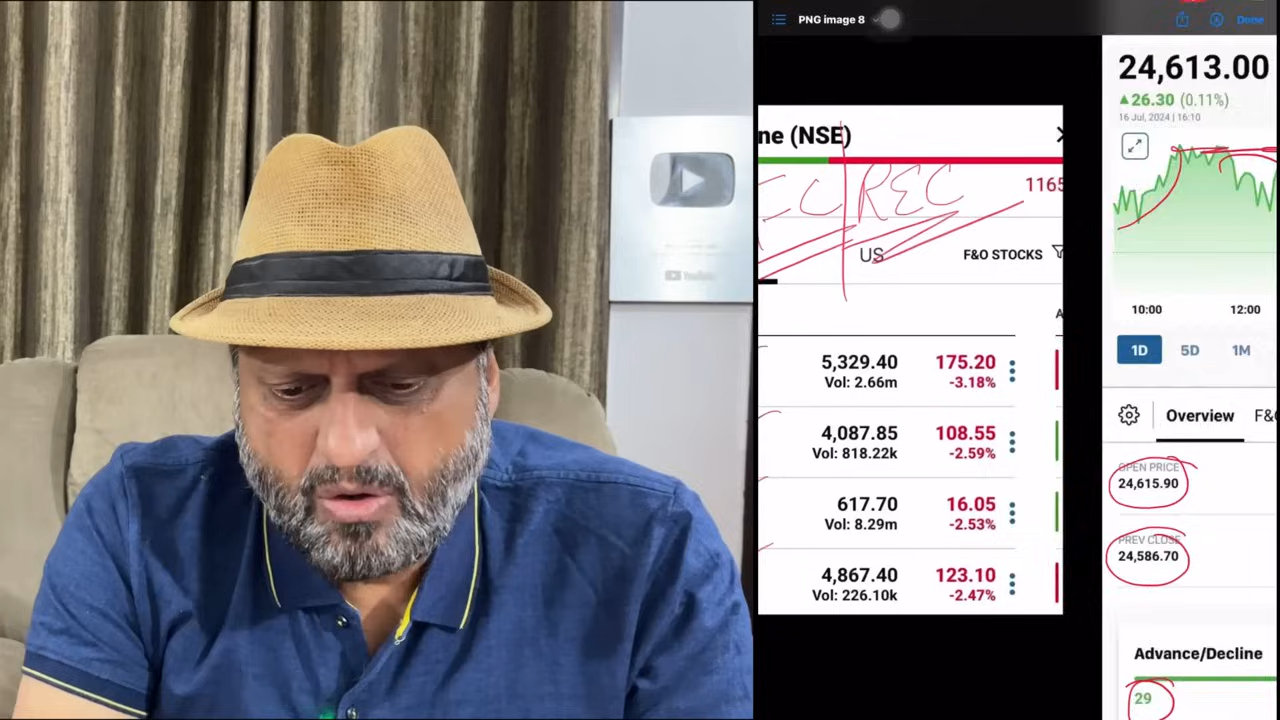 PNG image 8
Done
ne (NSE)
EC REC
1165
US
F&O STOCKS
A
5,329.40 175.20
Vol: 2.66m -3.18%
4,087.85 108.55
Vol: 818.22k -2.59%
617.70 16.05
Vol: 8.29m -2.53%
4,867.40 123.10
Vol: 226.10k -2.47%
24,613.00
▲26.30 (0.11%)
16 Jul, 2024 | 16:10
10:00 12:00
1D 5D 1M
Overview F&
OPEN PRICE
24,615.90
PREV CLOSE
24,586.70
Advance/Decline
29